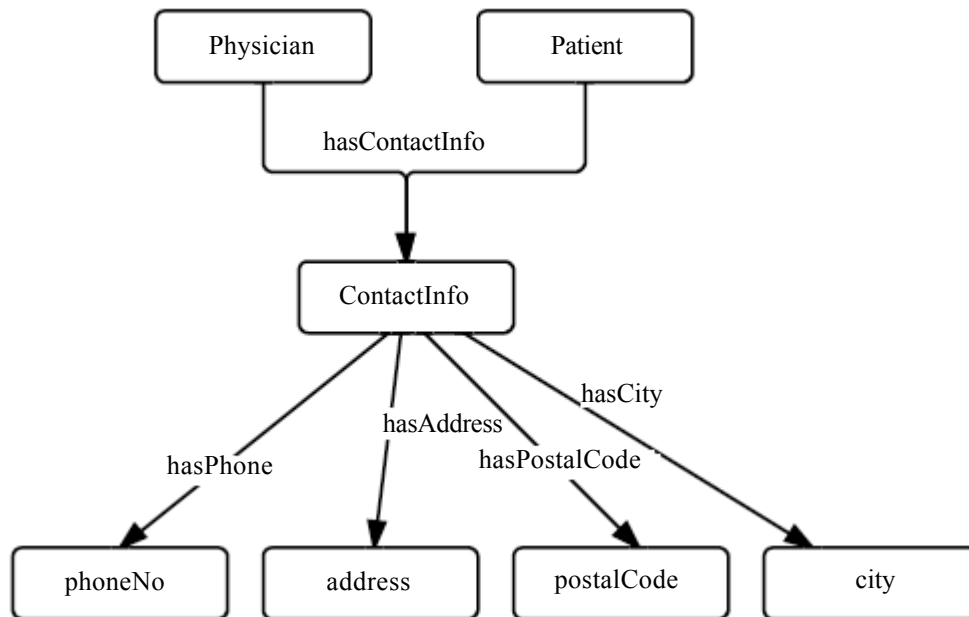 Physician
Patient
hasContactInfo
ContactInfo
hasCity
hasAddress
hasPostalCode
hasPhone
phoneNo
address
postalCode
city